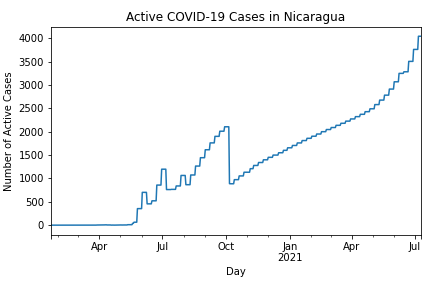 Active COVID-19 Cases in Nicaragua
Number of Active Cases
4000
3500
3000
2500
2000
1500
1000
500
0
Apr Jul Oct Jan Apr Jul
2021
Day